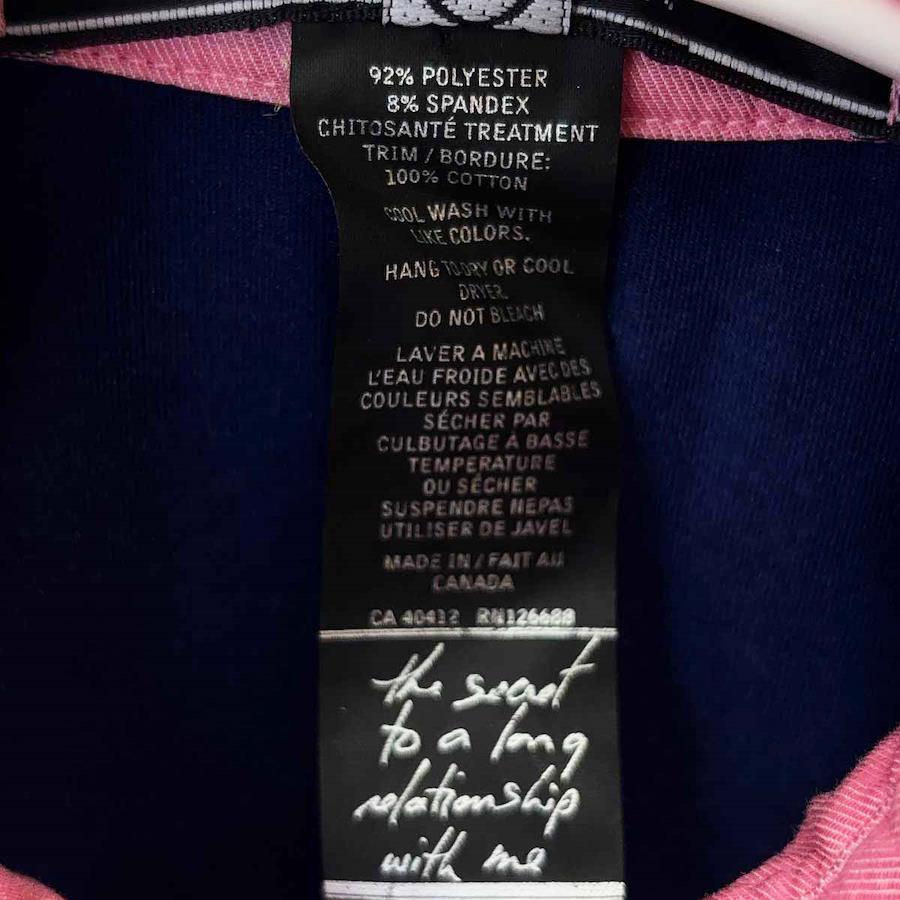 92% POLYESTER
8% SPANDEX
CHITOSANTÉ TREATMENT
TRIM / BORDURE:
100% COTTON
COOL WASH WITH
LIKE COLORS.
HANG TO DRY OR COOL
DRYER.
DO NOT BLEACH
LAVER A MACHINE
L'EAU FROIDE AVEC DES
COULEURS SEMBLABLES
SÉCHER PAR
CULBUTAGE À BASSE
TEMPERATURE
OU SÉCHER
SUSPENDRE NEPAS
UTILISER DE JAVEL
MADE IN / FAIT AU
CANADA
CA 40412 RN126688
the secret
to a long
relationship
with me